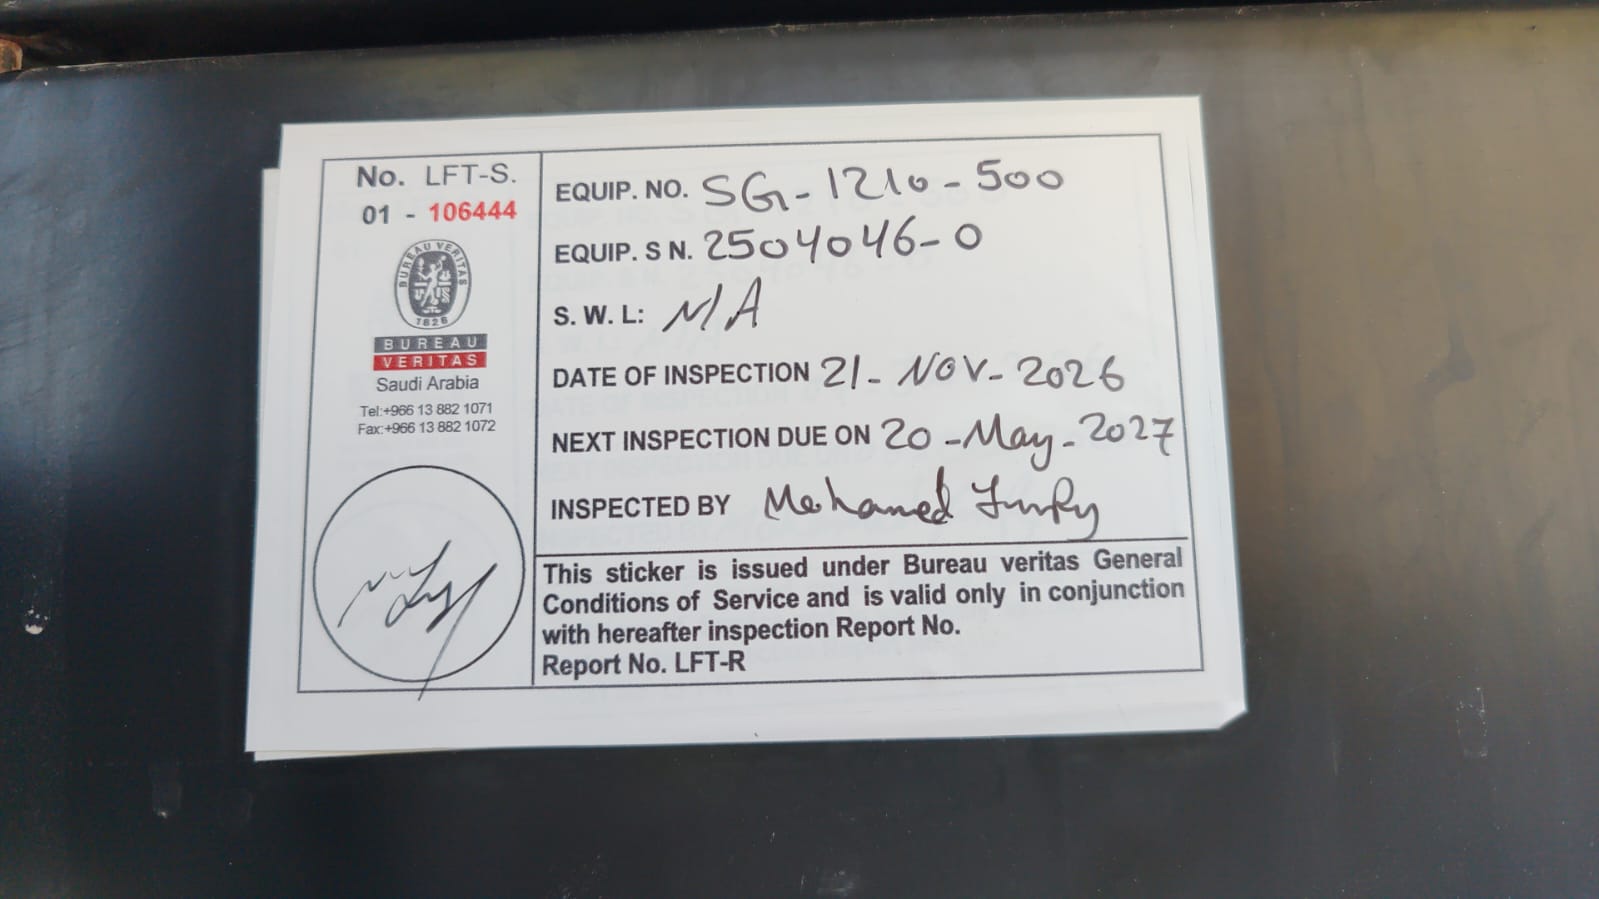 No. LFT-S.
01 - 106444
BUREAU VERITAS
1828
BUREAU
VERITAS
Saudi Arabia
Tel:+966 13 882 1071
Fax:+966 13 882 1072
EQUIP. NO. SG-1210-500
EQUIP. S N. 2504046-0
S. W. L: N/A
DATE OF INSPECTION 21-NOV-2026
NEXT INSPECTION DUE ON 20-May-2027
INSPECTED BY Mohamed
This sticker is issued under Bureau veritas General
Conditions of Service and is valid only in conjunction
with hereafter inspection Report No.
Report No. LFT-R